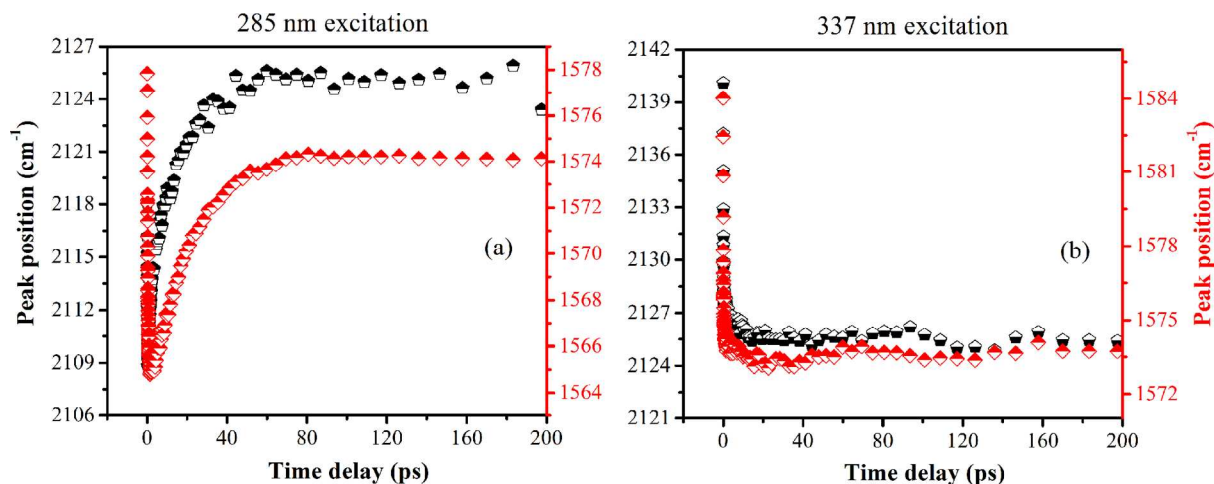 285 nm excitation
2127
2124
2121
2118
2115
2112
2109
2106
Peak position (cm-1)
(a)
1578
1576
1574
1572
1570
1568
1566
1564
0 40 80 120 160 200
Time delay (ps)
337 nm excitation
2142
2139
2136
2133
2130
2127
2124
2121
(b)
1584
1581
1578
1575
1572
Peak position (cm-1)
0 40 80 120 160 200
Time delay (ps)